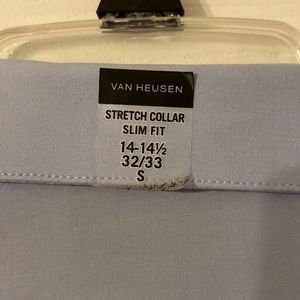 VAN HEUSEN
STRETCH COLLAR
SLIM FIT
14-14½
32/33
S